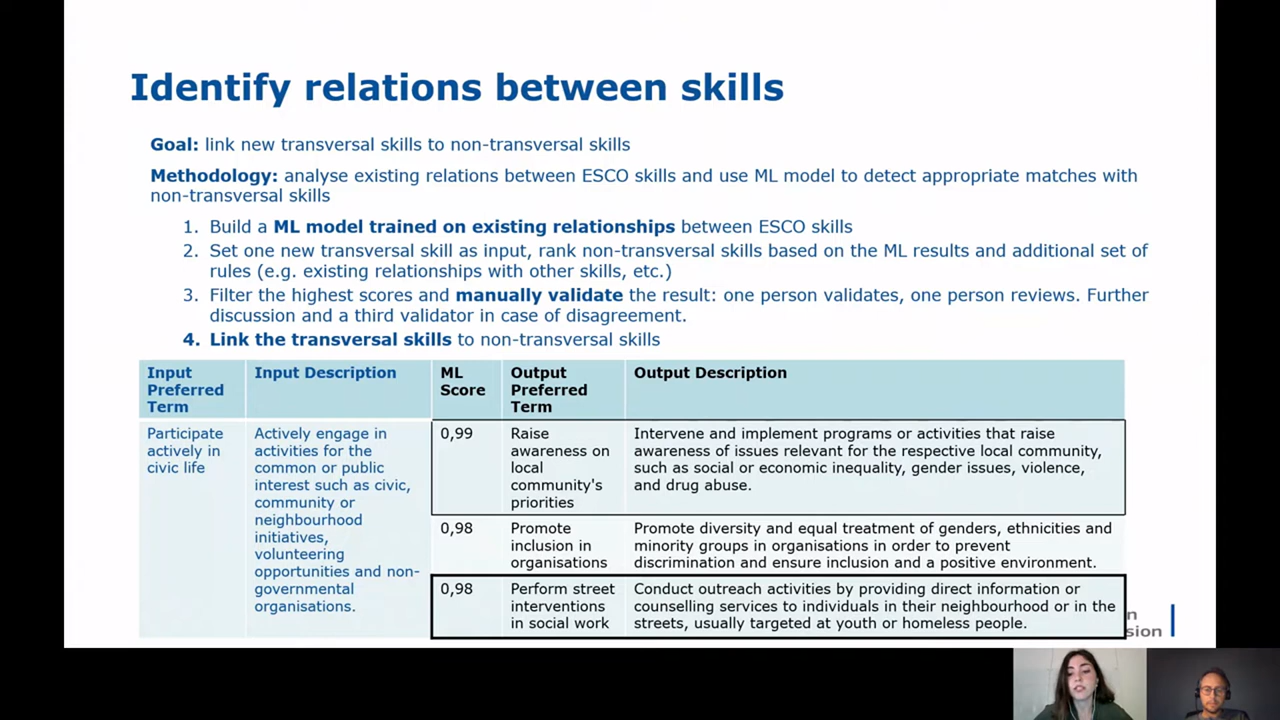 Identify relations between skills
Goal: link new transversal skills to non-transversal skills
Methodology: analyse existing relations between ESCO skills and use ML model to detect appropriate matches with
non-transversal skills
1. Build a ML model trained on existing relationships between ESCO skills
2. Set one new transversal skill as input, rank non-transversal skills based on the ML results and additional set of
rules (e.g. existing relationships with other skills, etc.)
3. Filter the highest scores and manually validate the result: one person validates, one person reviews. Further
discussion and a third validator in case of disagreement.
4. Link the transversal skills to non-transversal skills
Input
Preferred
Term
Input Description
ML
Score
Output
Preferred
Term
Output Description
Participate
actively in
civic life
Actively engage in
activities for the
common or public
interest such as civic,
community or
neighbourhood
initiatives,
volunteering
opportunities and non-
governmental
organisations.
0,99
Raise
awareness on
local
community's
priorities
Intervene and implement programs or activities that raise
awareness of issues relevant for the respective local community,
such as social or economic inequality, gender issues, violence,
and drug abuse.
0,98
Promote
inclusion in
organisations
Promote diversity and equal treatment of genders, ethnicities and
minority groups in organisations in order to prevent
discrimination and ensure inclusion and a positive environment.
0,98
Perform street
interventions
in social work
Conduct outreach activities by providing direct information or
counselling services to individuals in their neighbourhood or in the
streets, usually targeted at youth or homeless people.
n
sion